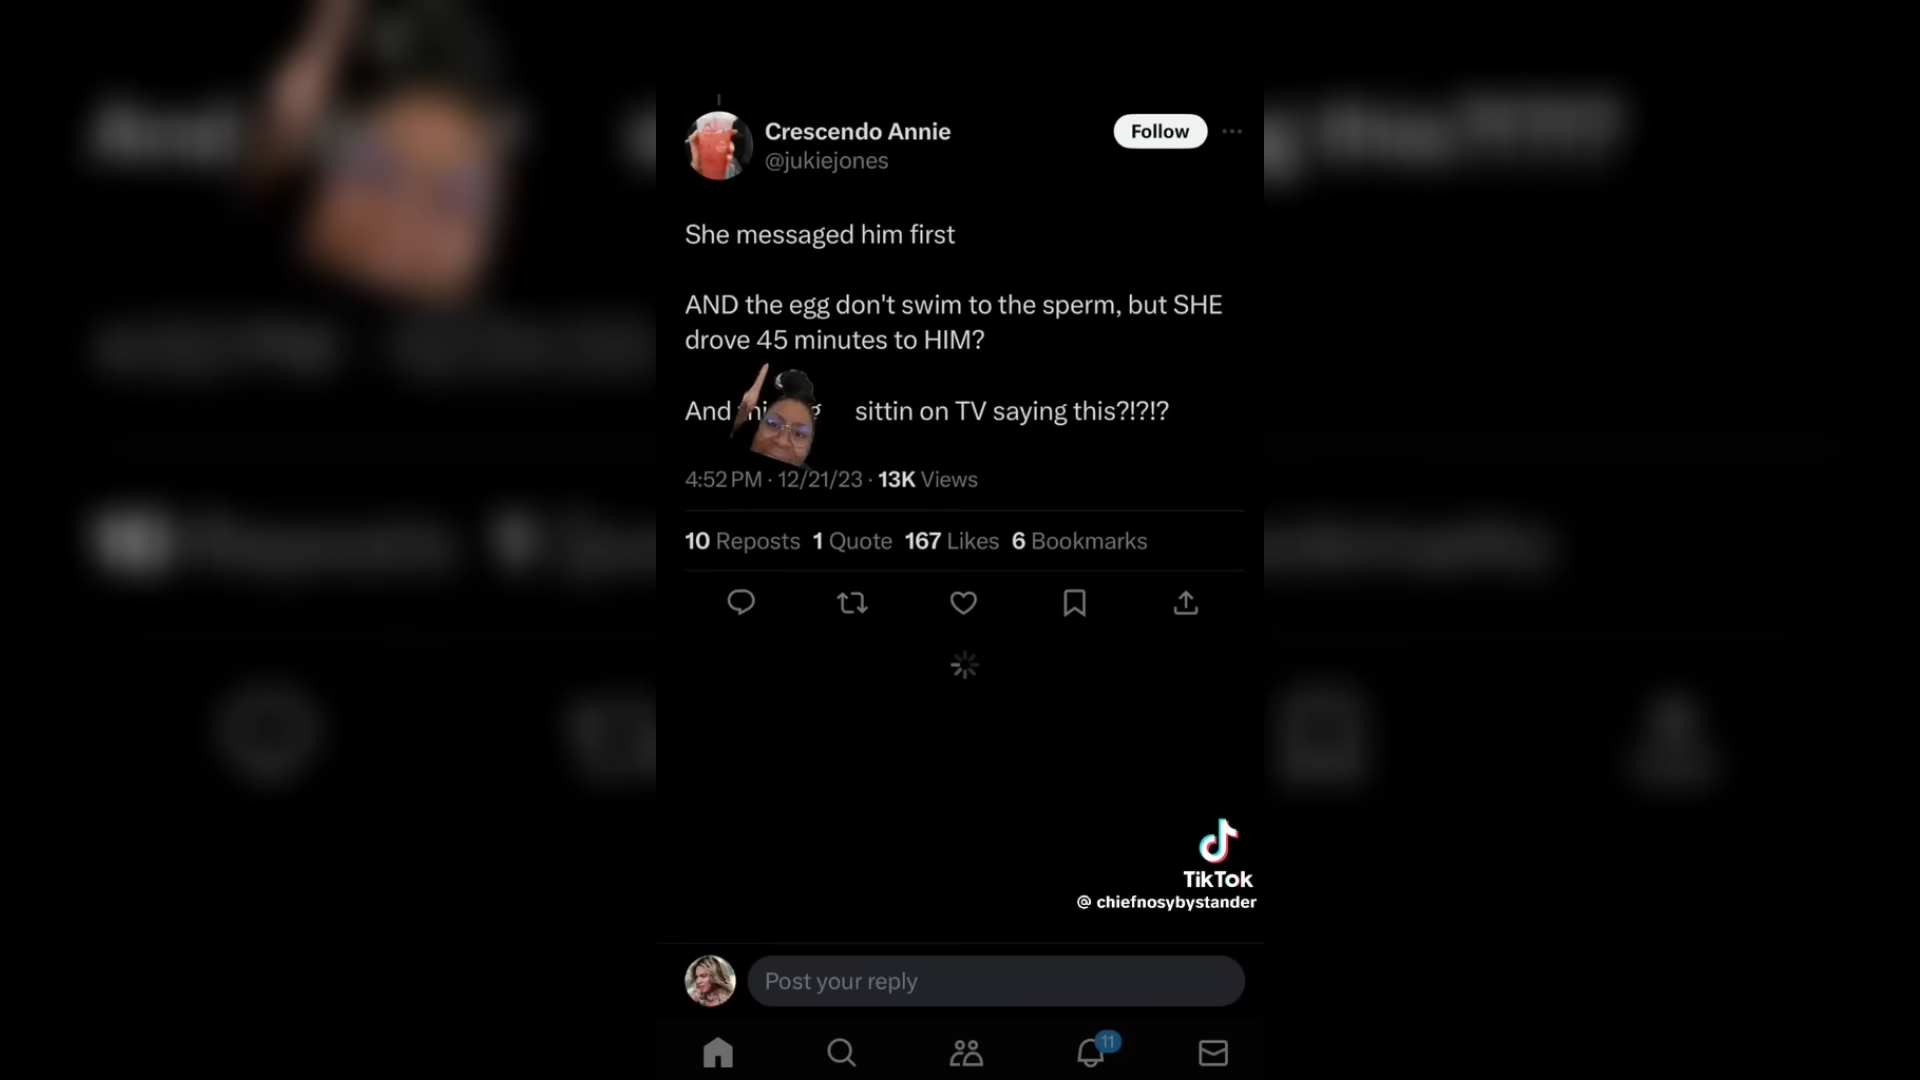 Crescendo Annie
@jukiejones
Follow
She messaged him first
AND the egg don't swim to the sperm, but SHE
drove 45 minutes to HIM?
And sittin on TV saying this?!?!?
4:52 PM · 12/21/23 · 13K Views
10 Reposts 1 Quote 167 Likes 6 Bookmarks
TikTok
@ chiefnosybystander
Post your reply
11